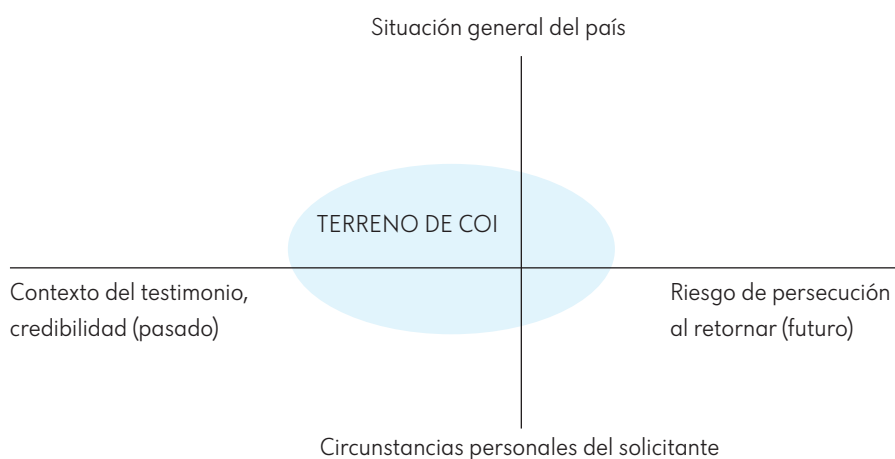 Situación general del país
TERRENO DE COI
Contexto del testimonio,
credibilidad (pasado)
Riesgo de persecución
al retornar (futuro)
Circunstancias personales del solicitante